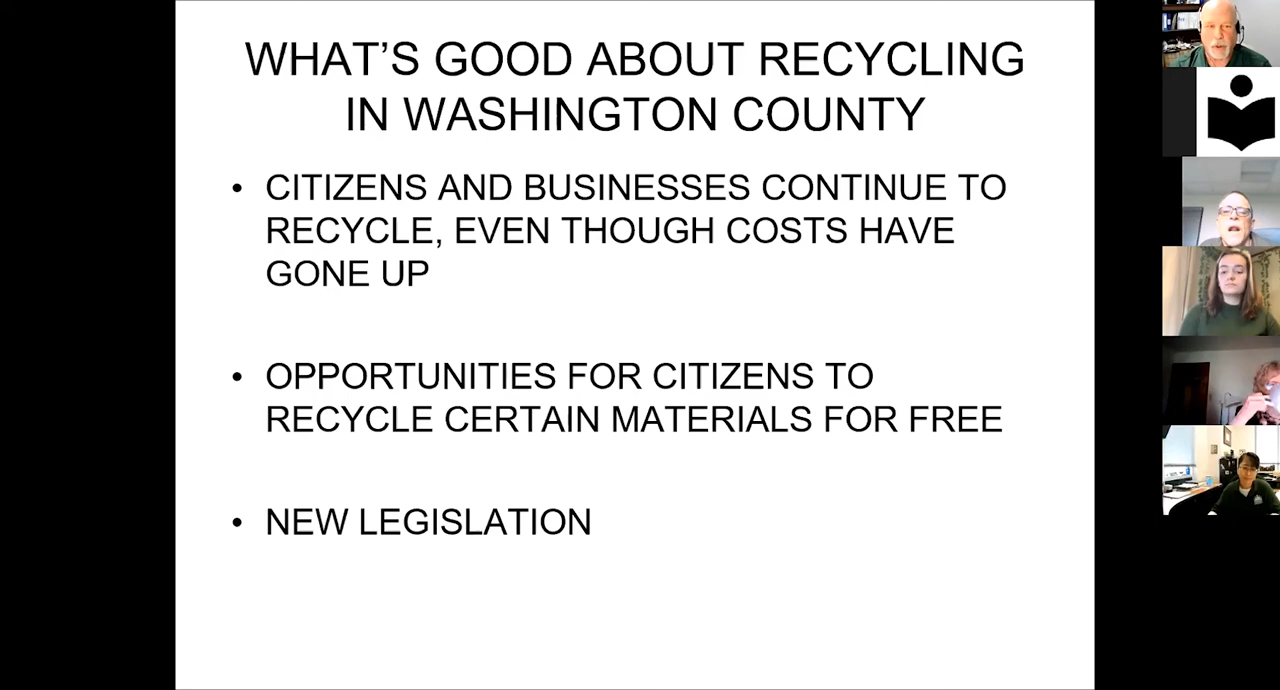 WHAT'S GOOD ABOUT RECYCLING
IN WASHINGTON COUNTY
• CITIZENS AND BUSINESSES CONTINUE TO
RECYCLE, EVEN THOUGH COSTS HAVE
GONE UP
• OPPORTUNITIES FOR CITIZENS TO
RECYCLE CERTAIN MATERIALS FOR FREE
• NEW LEGISLATION